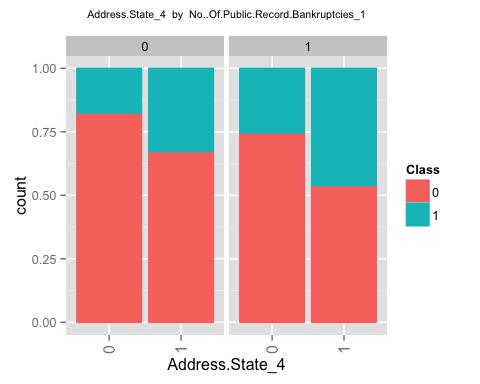 Address.State_4 by No..Of.Public.Record.Bankruptcies_1
0 1
1.00
0.75
0.50
0.25
0.00
count
0 1 0 1
Address.State_4
Class
0
1